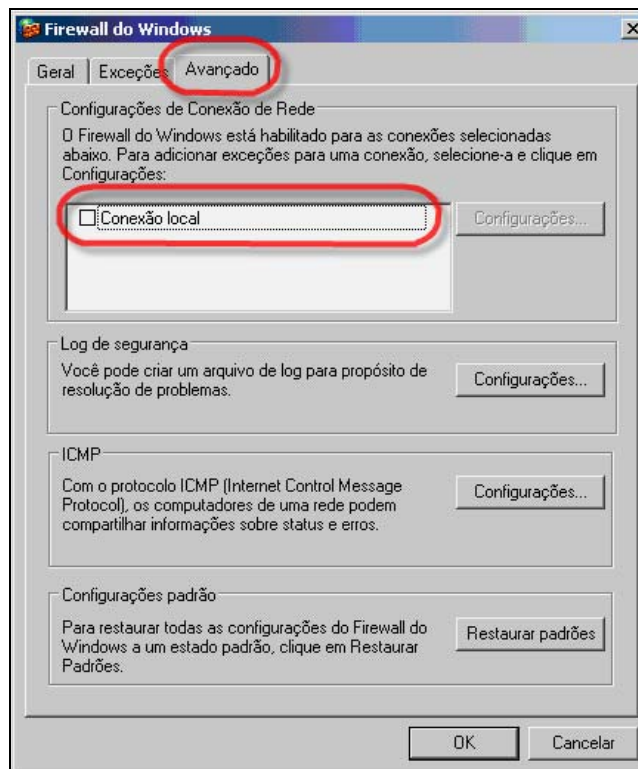 Firewall do Windows
Geral
Exceções
Avançado
Configurações de Conexão de Rede
O Firewall do Windows está habilitado para as conexões selecionadas
abaixo. Para adicionar exceções para uma conexão, selecione-a e clique em
Configurações:
Conexão local
Configurações...
Log de segurança
Você pode criar um arquivo de log para propósito de
resolução de problemas.
Configurações...
ICMP
Com o protocolo ICMP (Internet Control Message
Protocol), os computadores de uma rede podem
compartilhar informações sobre status e erros.
Configurações...
Configurações padrão
Para restaurar todas as configurações do Firewall do
Windows a um estado padrão, clique em Restaurar
Padrões.
Restaurar padrões
OK
Cancelar